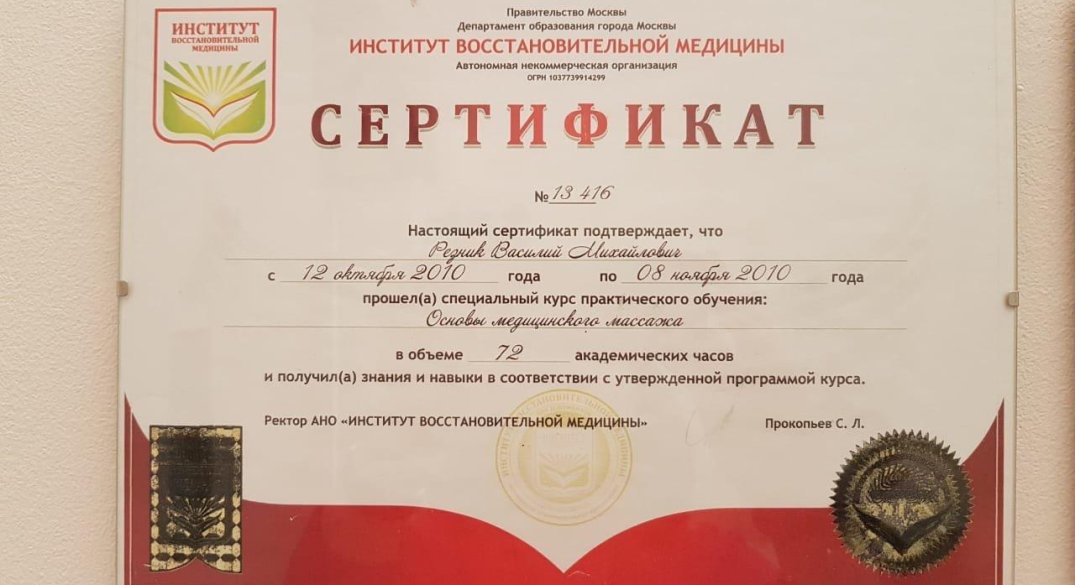 ИНСТИТУТ
ВОССТАНОВИТЕЛЬНОЙ
МЕДИЦИНЫ
Правительство Москвы
Департамент образования города Москвы
ИНСТИТУТ ВОССТАНОВИТЕЛЬНОЙ МЕДИЦИНЫ
Автономная некоммерческая организация
ОГРН 1037739914299
СЕРТИФИКАТ
№ 13 416
Настоящий сертификат подтверждает, что
Резник Василий Михайлович
с 12 октября 2010 года по 08 ноября 2010 года
прошел(а) специальный курс практического обучения:
Основы медицинского массажа
в объеме 72 академических часов
и получил(а) знания и навыки в соответствии с утвержденной программой курса.
Ректор АНО «ИНСТИТУТ ВОССТАНОВИТЕЛЬНОЙ МЕДИЦИНЫ» Прокопьев С. Л.
ИНСТИТУТ ВОССТАНОВИТЕЛЬНОЙ МЕДИЦИНЫ